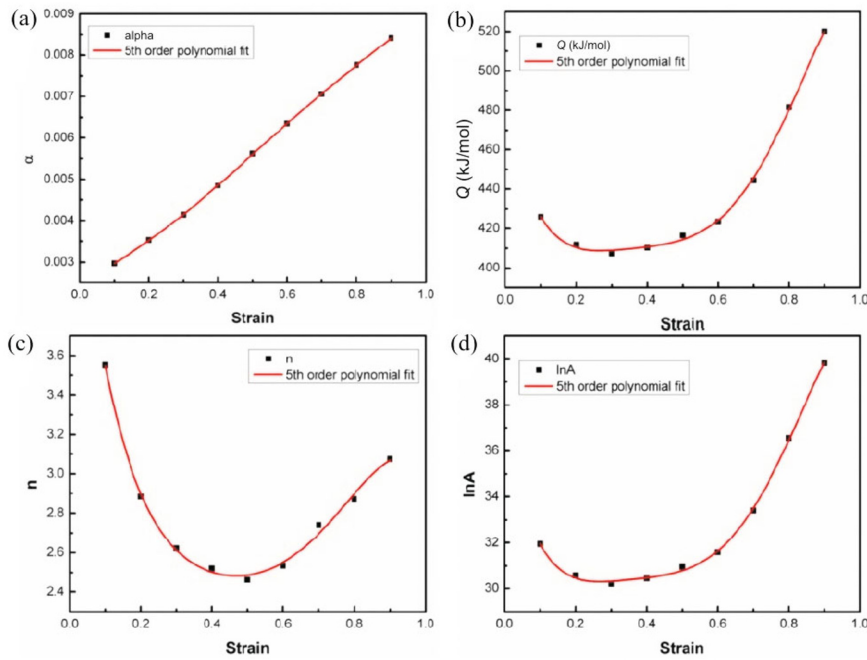 (a)
alpha
5th order polynomial fit
0.009
0.008
0.007
0.006
0.005
0.004
0.003
α
0.0 0.2 0.4 0.6 0.8 1.0
Strain
(b)
Q (kJ/mol)
5th order polynomial fit
520
500
480
460
440
420
400
Q (kJ/mol)
0.0 0.2 0.4 0.6 0.8 1.0
Strain
(c)
n
5th order polynomial fit
3.6
3.4
3.2
3.0
2.8
2.6
2.4
n
0.0 0.2 0.4 0.6 0.8 1.0
Strain
(d)
lnA
5th order polynomial fit
40
38
36
34
32
30
lnA
0.0 0.2 0.4 0.6 0.8 1.0
Strain